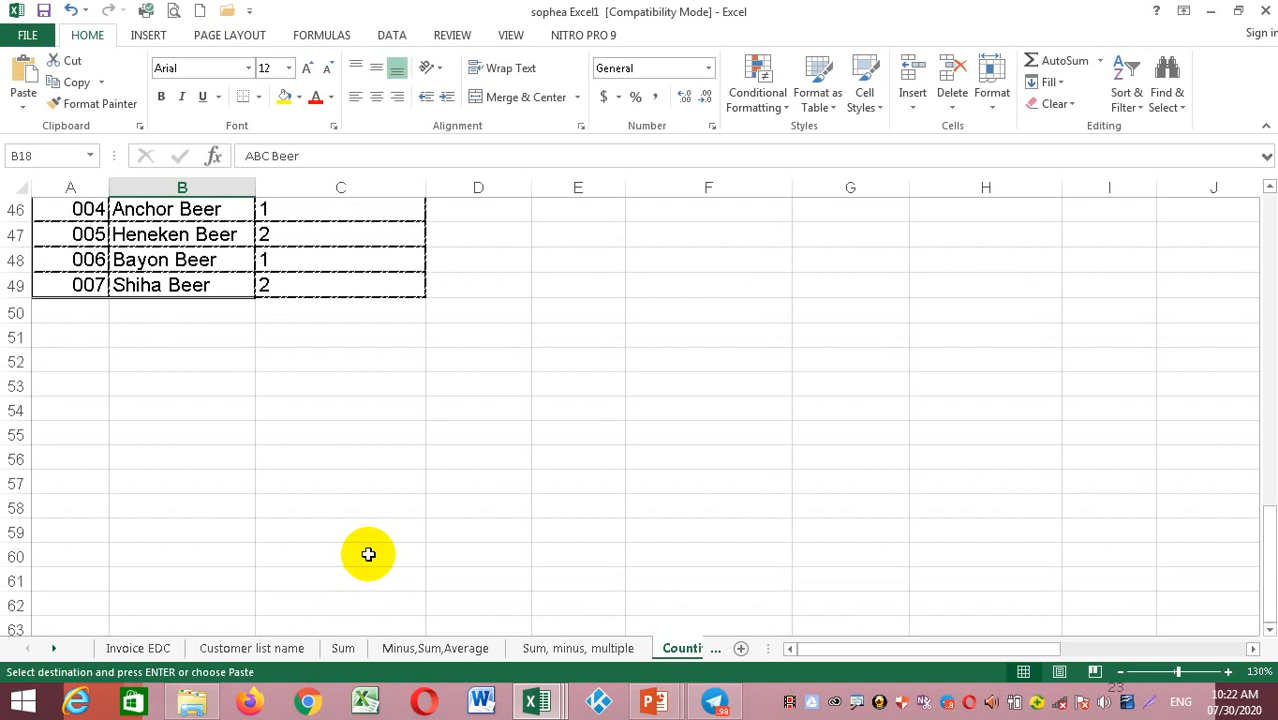 sophea Excel1 [Compatibility Mode] - Excel
?
FILE HOME INSERT PAGE LAYOUT FORMULAS DATA REVIEW VIEW NITRO PRO 9 Sign in
Paste Cut
Copy
Format Painter
Clipboard
Arial 12
B I U A
Font
Wrap Text
Merge & Center
Alignment
General
$ % ,
Number
Conditional Formatting
Format as Table
Cell Styles
Styles
Insert Delete Format
Cells
AutoSum
Fill
Clear
Sort & Filter
Find & Select
Editing
B18 fx ABC Beer
A B C D E F G H I J
46 004 Anchor Beer 1
47 005 Heneken Beer 2
48 006 Bayon Beer 1
49 007 Shiha Beer 2
50
51
52
53
54
55
56
57
58
59
60
61
62
63
Invoice EDC Customer list name Sum Minus,Sum,Average Sum, minus, multiple Counti ...
Select destination and press ENTER or choose Paste 130%
23
98
ENG
10:22 AM
07/30/2020